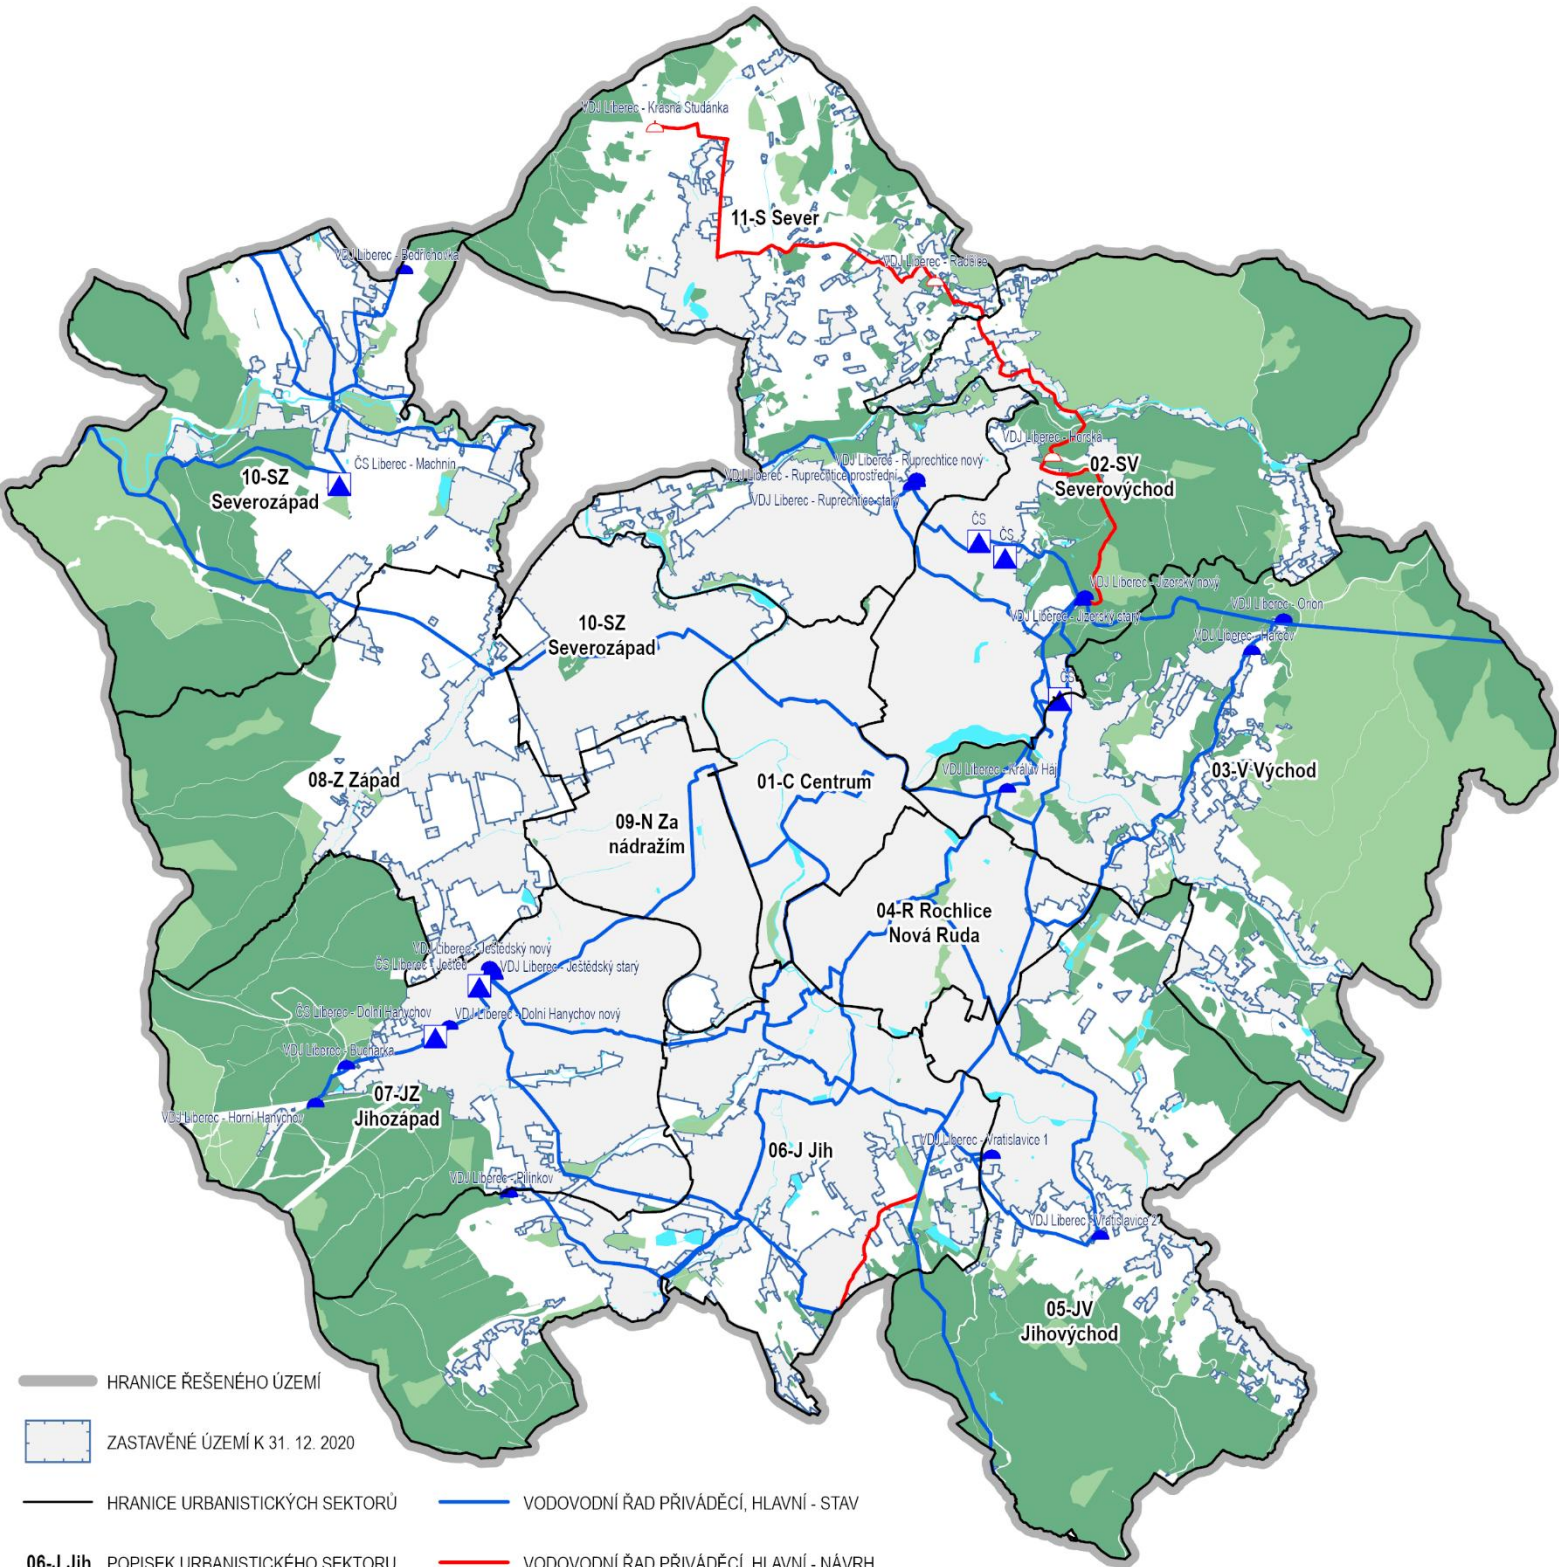 VDJ Liberec - Krásná Studánka
11-S Sever
VDJ Liberec - Bedřichovka
VDJ Liberec - Radčice
VDJ Liberec - Horská
02-SV
Severovýchod
VDJ Liberec - Ruprechtice nový
VDJ Liberec - Ruprechtice prostřední
VDJ Liberec - Ruprechtice starý
ČS Liberec - Machnín
10-SZ
Severozápad
ČS
ČS
VDJ Liberec - Jizerský nový
VDJ Liberec - Jizerský starý
VDJ Liberec - Orion
VDJ Liberec - Harcov
10-SZ
Severozápad
ČS
08-Z Západ
01-C Centrum
VDJ Liberec - Králův Háj
03-V Východ
09-N Za
nádražím
04-R Rochlice
Nová Ruda
VDJ Liberec - Ještědský nový
ČS Liberec - Ještěd
VDJ Liberec - Ještědský starý
ČS Liberec - Dolní Hanychov
VDJ Liberec - Dolní Hanychov nový
VDJ Liberec - Bucharka
07-JZ
Jihozápad
VDJ Liberec - Horní Hanychov
06-J Jih
VDJ Liberec - Vratislavice 1
VDJ Liberec - Pilínkov
VDJ Liberec - Vratislavice 2
05-JV
Jihovýchod
HRANICE ŘEŠENÉHO ÚZEMÍ
ZASTAVĚNÉ ÚZEMÍ K 31. 12. 2020
HRANICE URBANISTICKÝCH SEKTORŮ
VODOVODNÍ ŘAD PŘIVÁDĚCÍ, HLAVNÍ - STAV
06-J Jih POPISEK URBANISTICKÉHO SEKTORU
VODOVODNÍ ŘAD PŘIVÁDĚCÍ, HLAVNÍ - NÁVRH